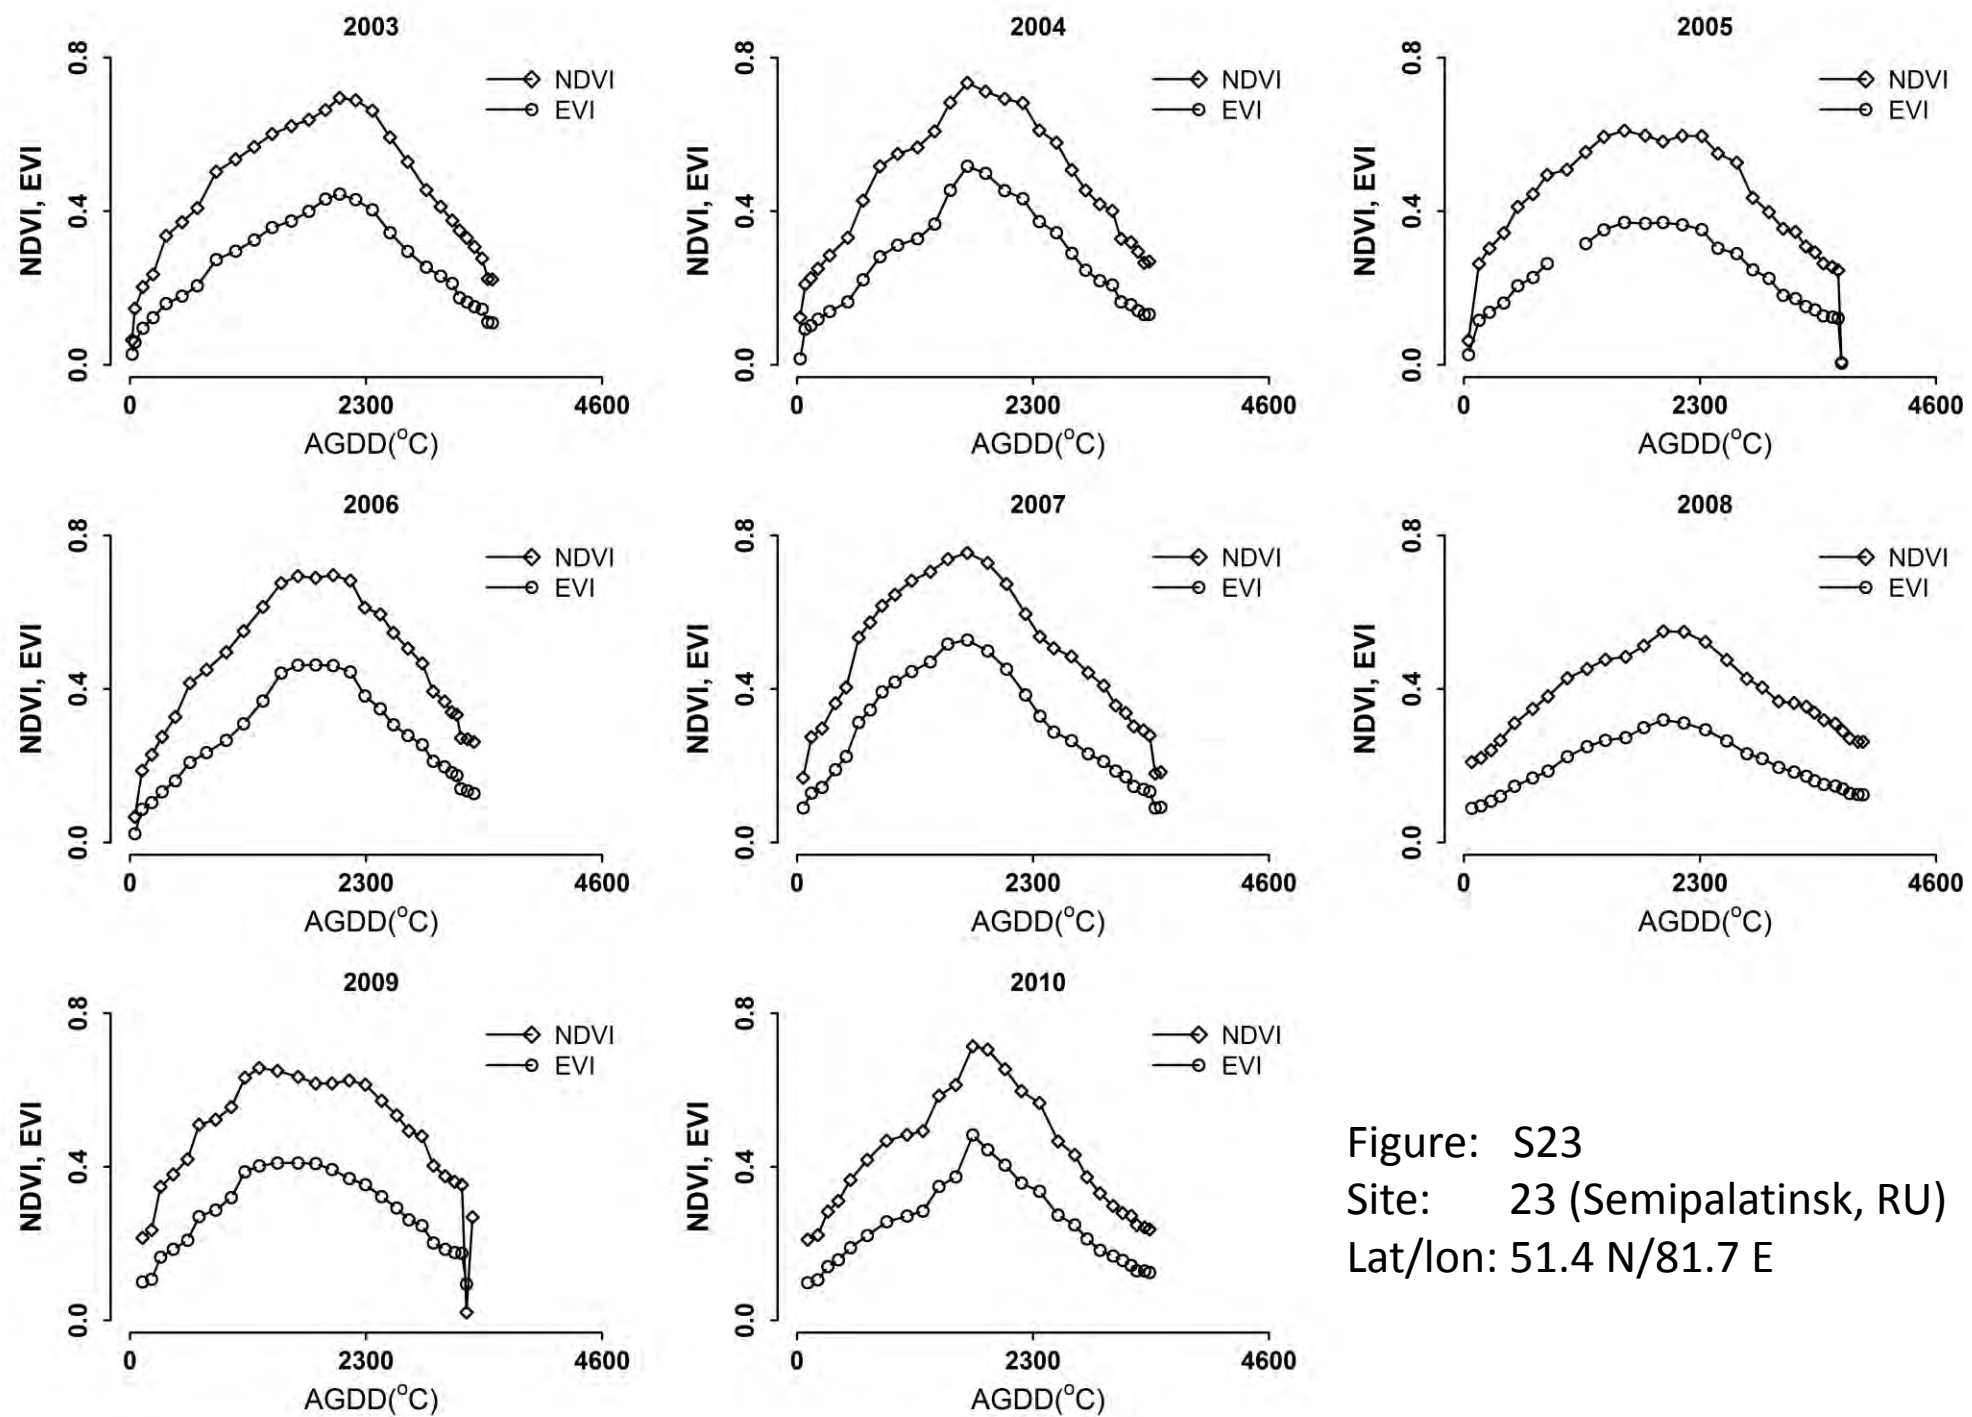 2003
NDVI
EVI
NDVI, EVI
0.8
0.4
0.0
0 2300 4600
AGDD(°C)
2004
NDVI
EVI
NDVI, EVI
0.8
0.4
0.0
0 2300 4600
AGDD(°C)
2005
NDVI
EVI
NDVI, EVI
0.8
0.4
0.0
0 2300 4600
AGDD(°C)
2006
NDVI
EVI
NDVI, EVI
0.8
0.4
0.0
0 2300 4600
AGDD(°C)
2007
NDVI
EVI
NDVI, EVI
0.8
0.4
0.0
0 2300 4600
AGDD(°C)
2008
NDVI
EVI
NDVI, EVI
0.8
0.4
0.0
0 2300 4600
AGDD(°C)
2009
NDVI
EVI
NDVI, EVI
0.8
0.4
0.0
0 2300 4600
AGDD(°C)
2010
NDVI
EVI
NDVI, EVI
0.8
0.4
0.0
0 2300 4600
AGDD(°C)
Figure: S23
Site: 23 (Semipalatinsk, RU)
Lat/lon: 51.4 N/81.7 E